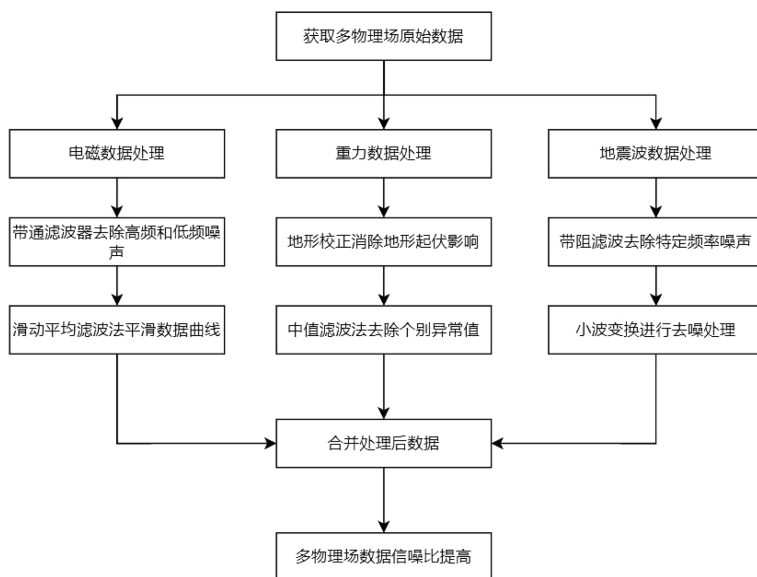 获取多物理场原始数据
电磁数据处理
重力数据处理
地震波数据处理
带通滤波器去除高频和低频噪
声
地形校正消除地形起伏影响
带阻滤波去除特定频率噪声
滑动平均滤波法平滑数据曲线
中值滤波法去除个别异常值
小波变换进行去噪处理
合并处理后数据
多物理场数据信噪比提高